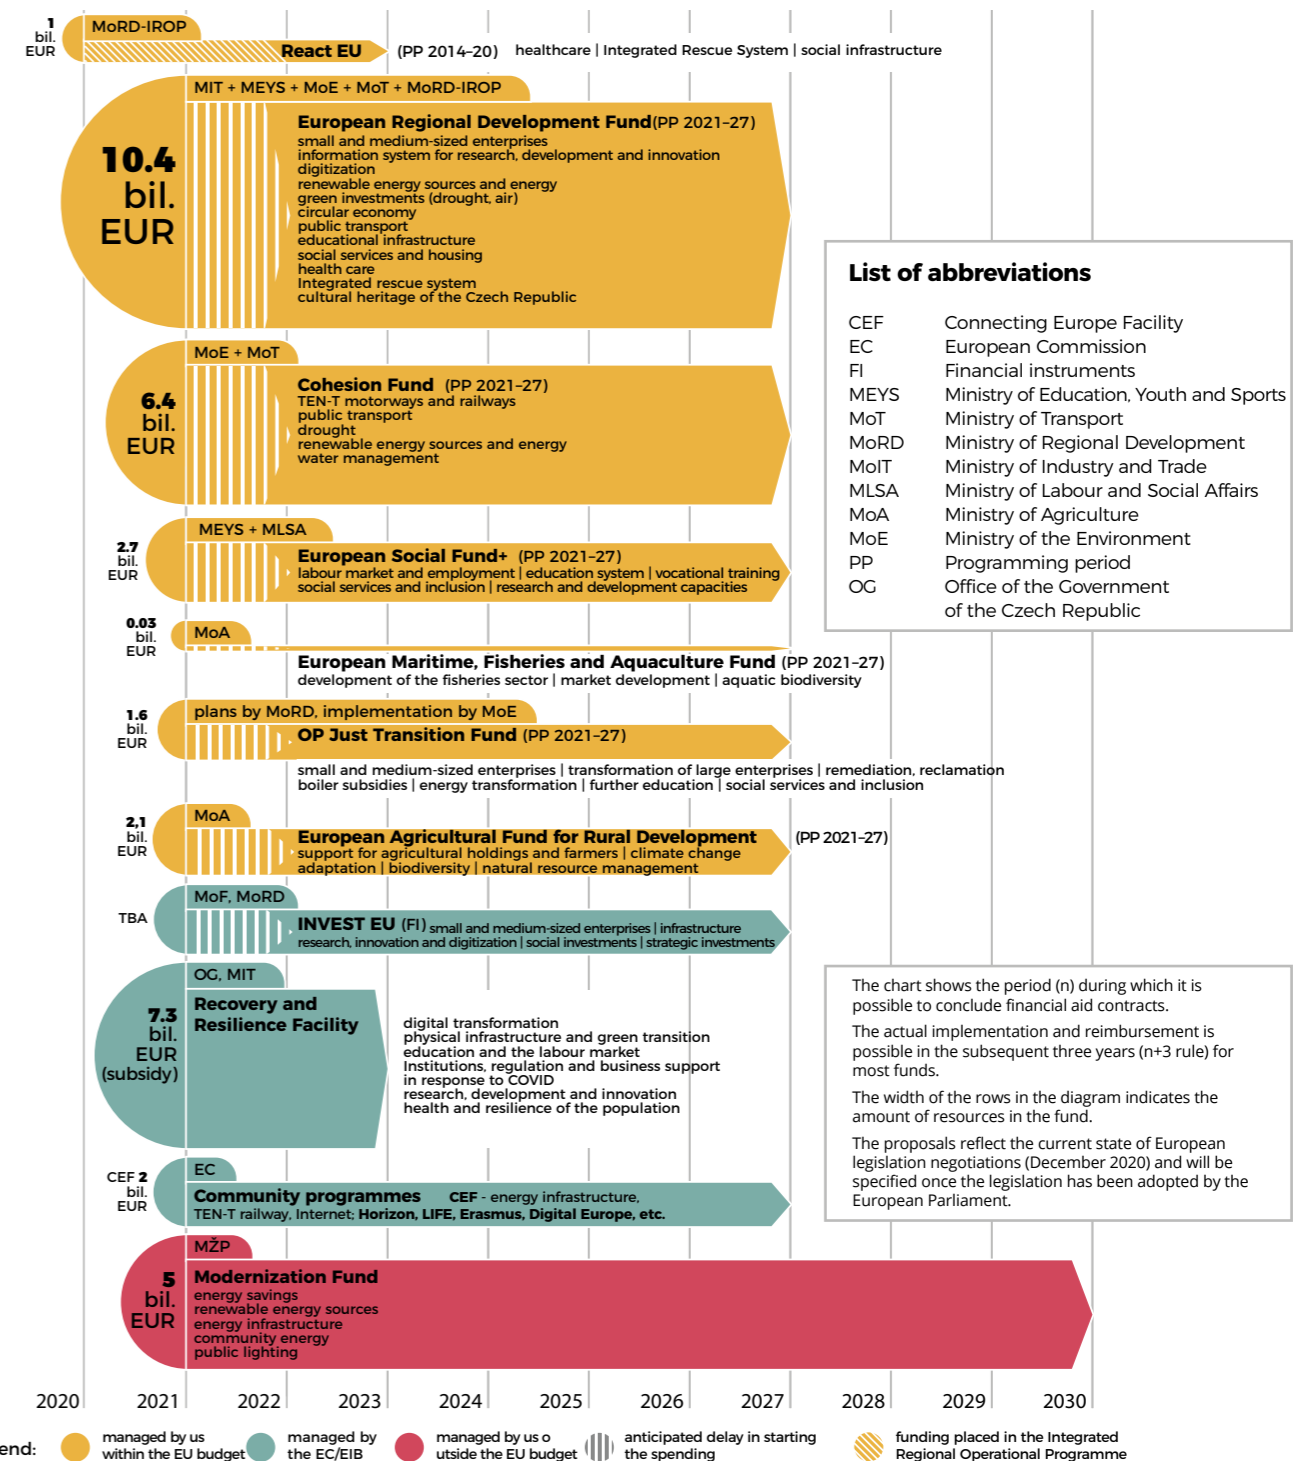 1
bil.
EUR
MoRD-IROP
React EU (PP 2014–20) healthcare | Integrated Rescue System | social infrastructure
MIT + MEYS + MoE + MoT + MoRD-IROP
10.4
bil.
EUR
European Regional Development Fund(PP 2021–27)
small and medium-sized enterprises
information system for research, development and innovation
digitization
renewable energy sources and energy
green investments (drought, air)
circular economy
public transport
educational infrastructure
social services and housing
health care
Integrated rescue system
cultural heritage of the Czech Republic
List of abbreviations
CEF Connecting Europe Facility
EC European Commission
FI Financial instruments
MEYS Ministry of Education, Youth and Sports
MoT Ministry of Transport
MoRD Ministry of Regional Development
MoIT Ministry of Industry and Trade
MLSA Ministry of Labour and Social Affairs
MoA Ministry of Agriculture
MoE Ministry of the Environment
PP Programming period
OG Office of the Government
of the Czech Republic
MoE + MoT
6.4
bil.
EUR
Cohesion Fund (PP 2021–27)
TEN-T motorways and railways
public transport
drought
renewable energy sources and energy
water management
MEYS + MLSA
2.7
bil.
EUR
European Social Fund+ (PP 2021–27)
labour market and employment | education system | vocational training
social services and inclusion | research and development capacities
0.03
bil.
EUR
MoA
European Maritime, Fisheries and Aquaculture Fund (PP 2021–27)
development of the fisheries sector | market development | aquatic biodiversity
1.6
bil.
EUR
plans by MoRD, implementation by MoE
OP Just Transition Fund (PP 2021–27)
small and medium-sized enterprises | transformation of large enterprises | remediation, reclamation
boiler subsidies | energy transformation | further education | social services and inclusion
2,1
bil.
EUR
MoA
European Agricultural Fund for Rural Development (PP 2021–27)
support for agricultural holdings and farmers | climate change
adaptation | biodiversity | natural resource management
TBA
MoF, MoRD
INVEST EU (FI) small and medium-sized enterprises | infrastructure
research, innovation and digitization | social investments | strategic investments
OG, MIT
7.3
bil.
EUR
(subsidy)
Recovery and
Resilience Facility
digital transformation
physical infrastructure and green transition
education and the labour market
Institutions, regulation and business support
in response to COVID
research, development and innovation
health and resilience of the population
The chart shows the period (n) during which it is
possible to conclude financial aid contracts.
The actual implementation and reimbursement is
possible in the subsequent three years (n+3 rule) for
most funds.
The width of the rows in the diagram indicates the
amount of resources in the fund.
The proposals reflect the current state of European
legislation negotiations (December 2020) and will be
specified once the legislation has been adopted by the
European Parliament.
CEF 2
bil.
EUR
EC
Community programmes CEF - energy infrastructure,
TEN-T railway, Internet; Horizon, LIFE, Erasmus, Digital Europe, etc.
MŽP
5
bil.
EUR
Modernization Fund
energy savings
renewable energy sources
energy infrastructure
community energy
public lighting
2020 2021 2022 2023 2024 2025 2026 2027 2028 2029 2030
end:
managed by us
within the EU budget
managed by
the EC/EIB
managed by us o
utside the EU budget
anticipated delay in starting
the spending
funding placed in the Integrated
Regional Operational Programme